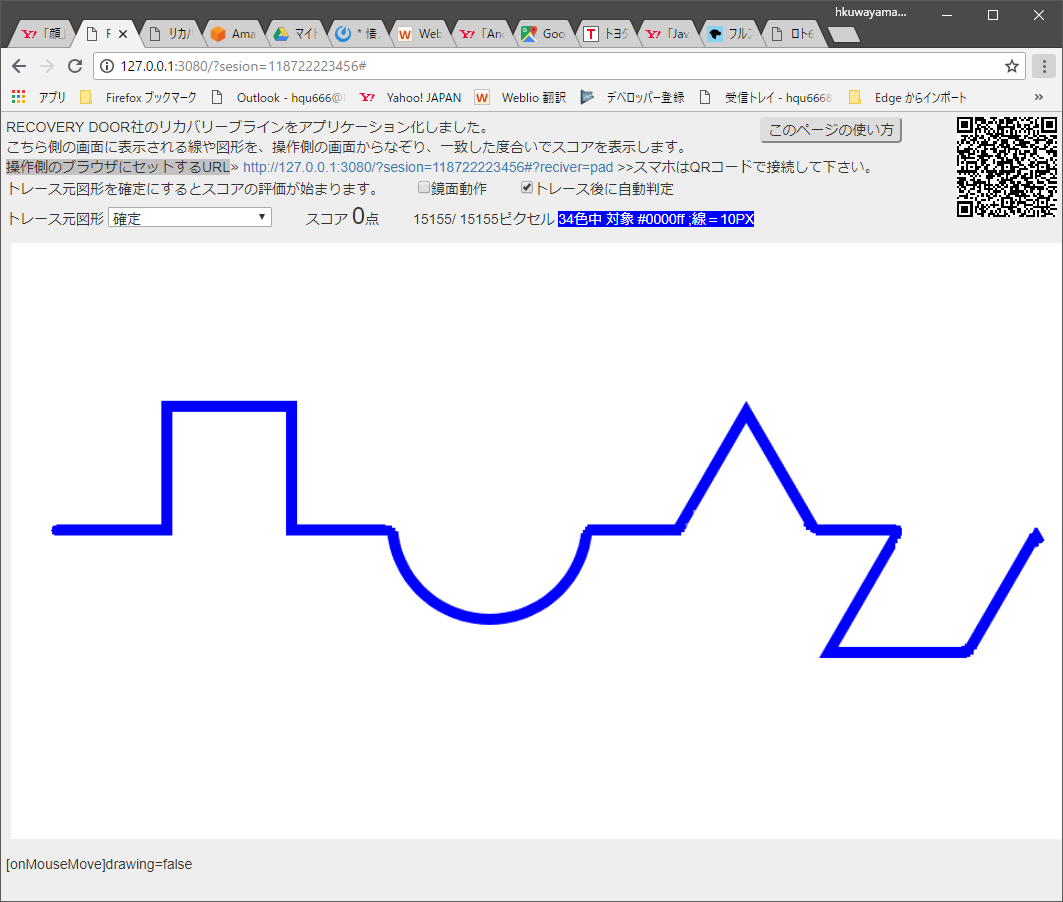 hkuwayama...
「顔」 F リカバ Ama マイド * 情 Web 「And Goo トヨタ 「Jav フルス ロト6
127.0.0.1:3080/?sesion=118722223456#
アプリ Firefox ブックマーク Outlook - hqu666@ Yahoo! JAPAN Weblio 翻訳 デベロッパー登録 受信トレイ - hqu6668 Edge からインポート »
RECOVERY DOOR社のリカバリーブラインをアプリケーション化しました。 このページの使い方
こちら側の画面に表示される線や図形を、操作側の画面からなぞり、一致した度合いでスコアを表示します。
操作側のブラウザにセットするURL» http://127.0.0.1:3080/?sesion=118722223456#?reciver=pad >>スマホはQRコードで接続して下さい。
トレース元図形を確定にするとスコアの評価が始まります。 鏡面動作 トレース後に自動判定
トレース元図形 確定 スコア 0点 15155/ 15155ピクセル 34色中 対象 #0000ff ;線＝10PX
[onMouseMove]drawing=false